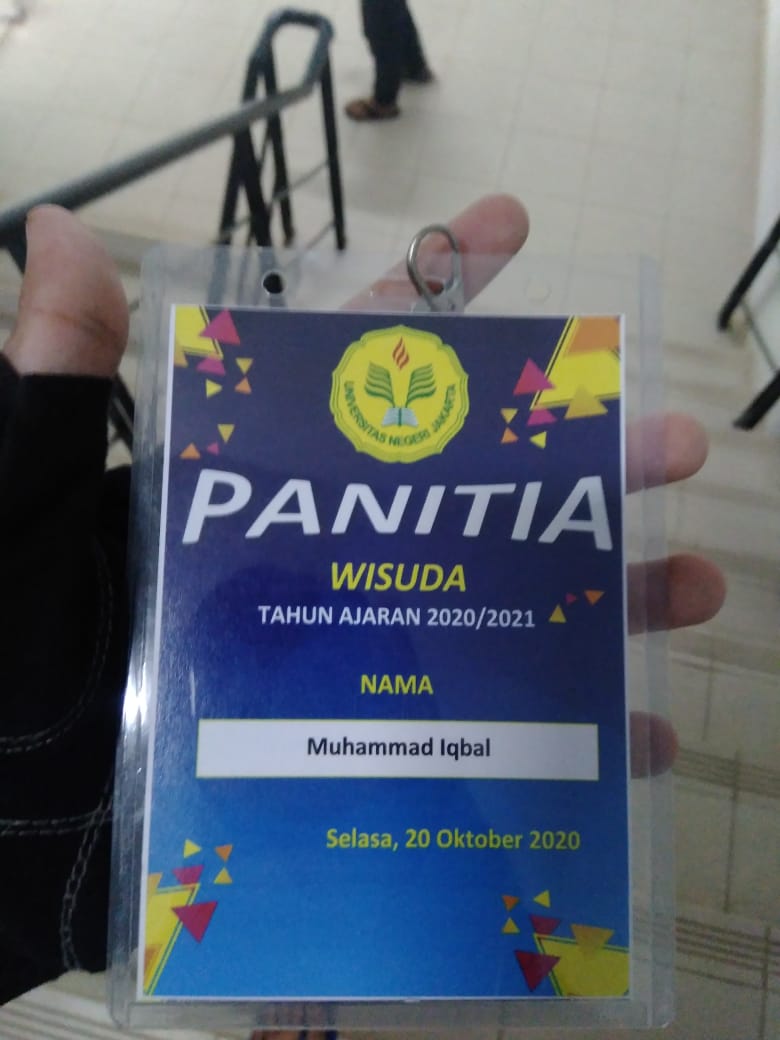 UNIVERSITAS NEGERI JAKARTA
PANITIA
WISUDA
TAHUN AJARAN 2020/2021
NAMA
Muhammad Iqbal
Selasa, 20 Oktober 2020